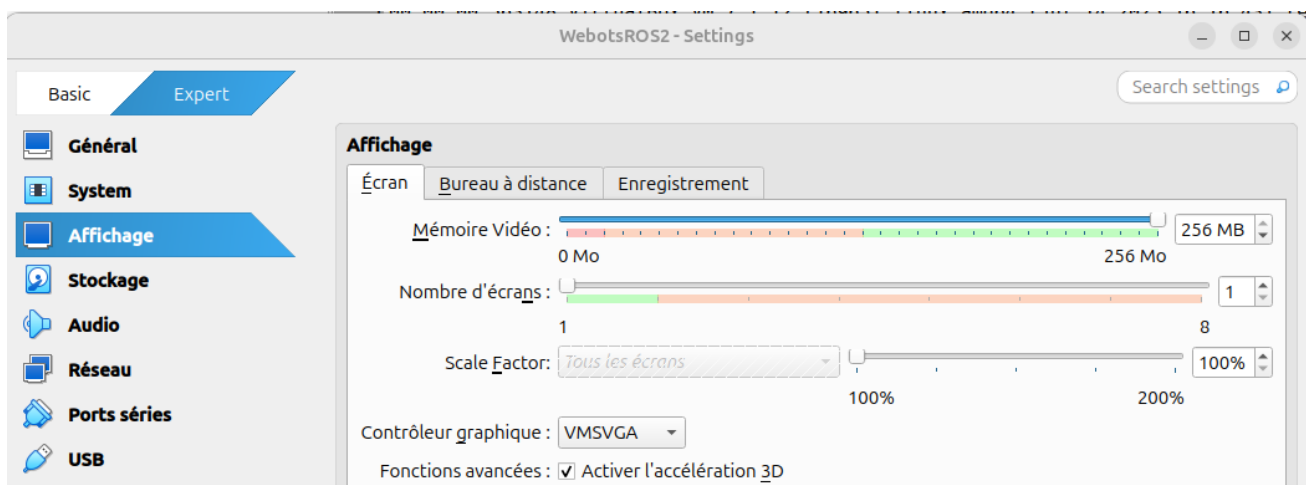 WebotsROS2 - Settings
Basic
Expert
Search settings
Général
System
Affichage
Stockage
Audio
Réseau
Ports séries
USB
Affichage
Écran
Bureau à distance
Enregistrement
Mémoire Vidéo :
256 MB
0 Mo
256 Mo
Nombre d'écrans :
1
1
8
Scale Factor:
Tous les écrans
100%
100%
200%
Contrôleur graphique :
VMSVGA
Fonctions avancées :
Activer l'accélération 3D